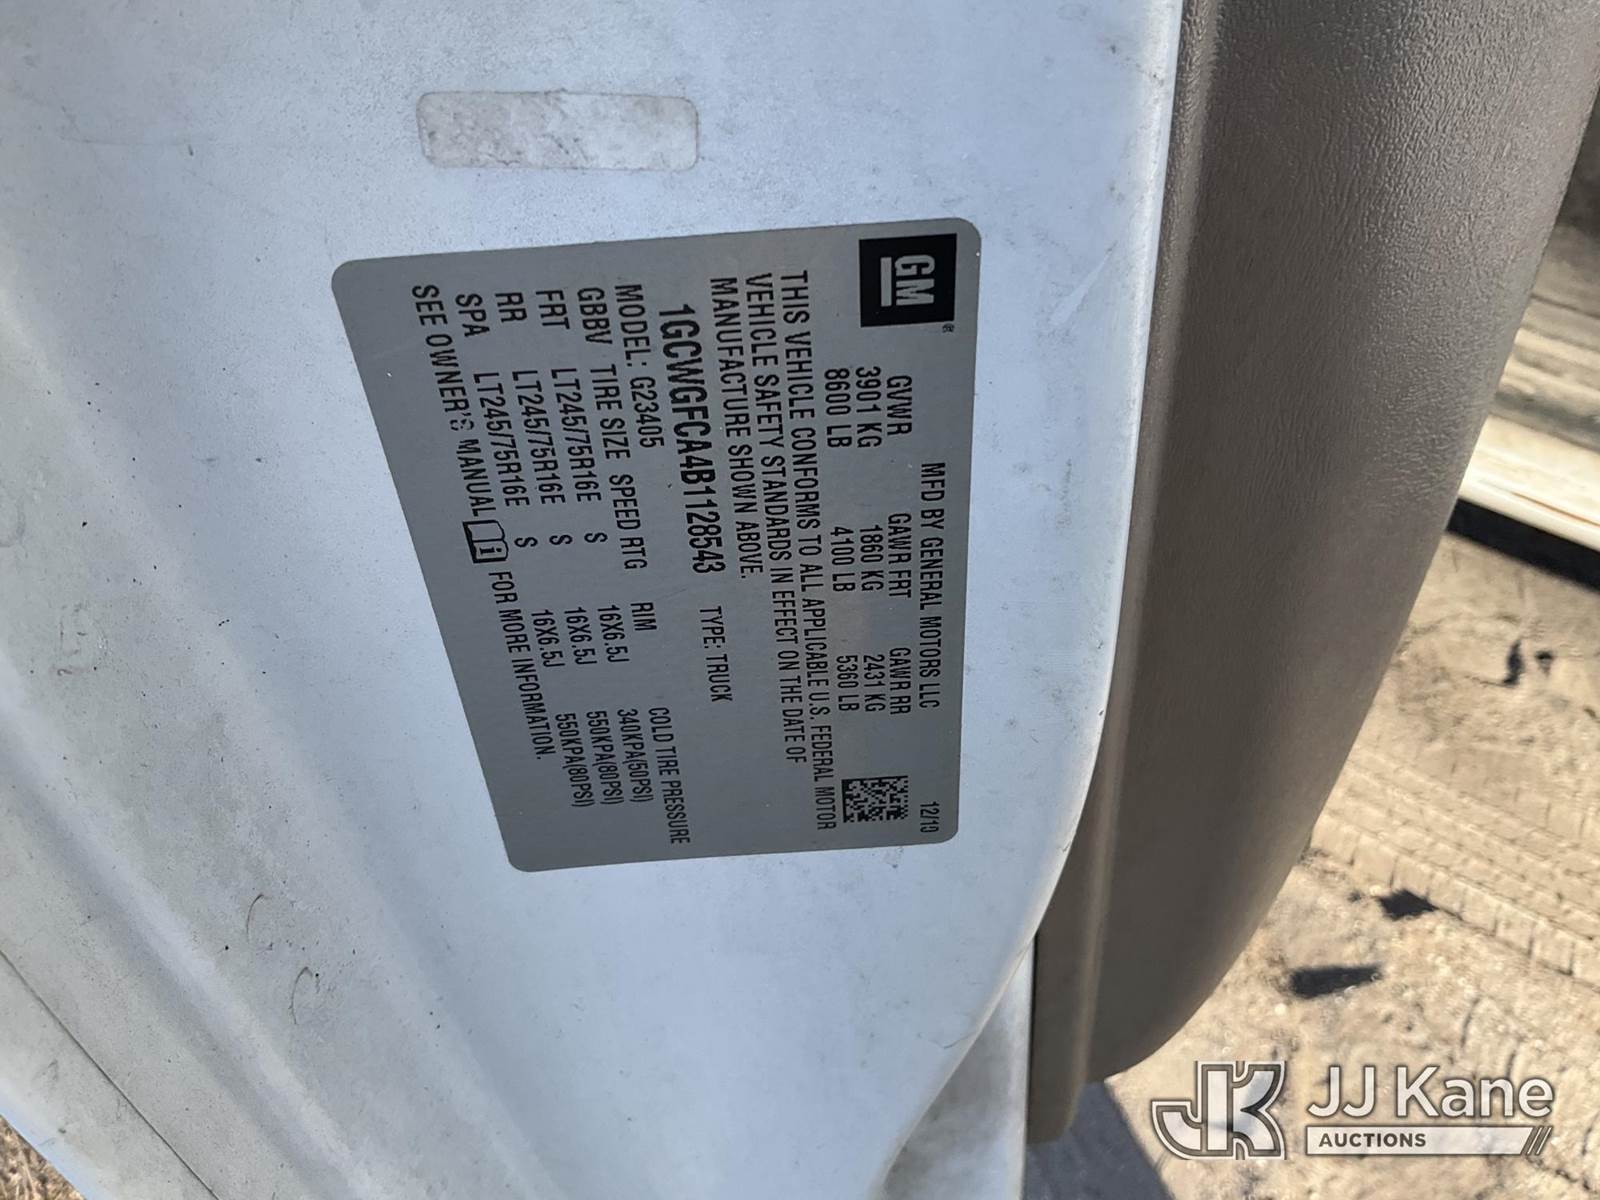 GM
MFD BY GENERAL MOTORS LLC 12/10
GVWR GAWR FRT GAWR RR
3901 KG 1860 KG 2431 KG
8600 LB 4100 LB 5360 LB
THIS VEHICLE CONFORMS TO ALL APPLICABLE U.S. FEDERAL MOTOR
VEHICLE SAFETY STANDARDS IN EFFECT ON THE DATE OF
MANUFACTURE SHOWN ABOVE.
1GCWGFCA4B1128543 TYPE: TRUCK
MODEL: G23405
GBBV TIRE SIZE SPEED RTG RIM COLD TIRE PRESSURE
FRT LT245/75R16E S 16X6.5J 340KPA(50PSI)
RR LT245/75R16E S 16X6.5J 550KPA(80PSI)
SPA LT245/75R16E S 16X6.5J 550KPA(80PSI)
SEE OWNER'S MANUAL FOR MORE INFORMATION.
JK JJ Kane
AUCTIONS